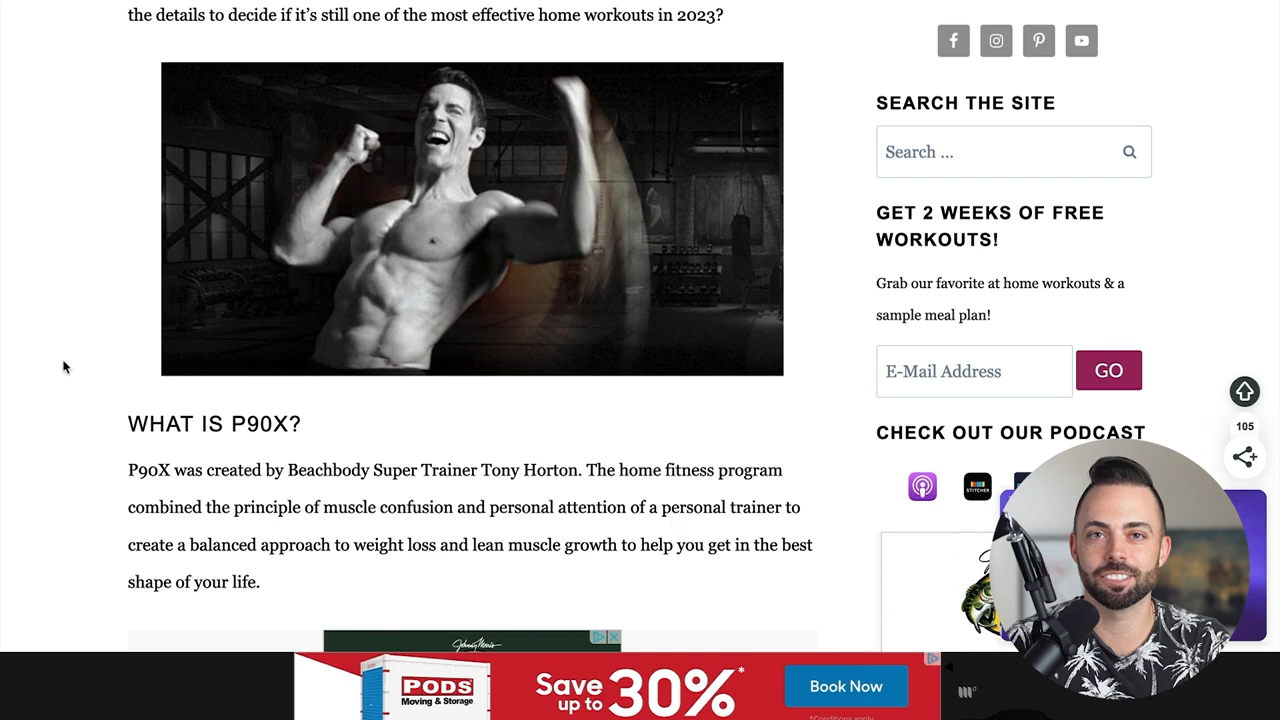 the details to decide if it’s still one of the most effective home workouts in 2023?
WHAT IS P90X?
P90X was created by Beachbody Super Trainer Tony Horton. The home fitness program
combined the principle of muscle confusion and personal attention of a personal trainer to
create a balanced approach to weight loss and lean muscle growth to help you get in the best
shape of your life.
SEARCH THE SITE
Search ...
GET 2 WEEKS OF FREE
WORKOUTS!
Grab our favorite at home workouts & a
sample meal plan!
E-Mail Address
GO
CHECK OUT OUR PODCAST
STITCHER
105
Johnny Morris
PODS
Moving & Storage
Save
up to
30%*
Book Now
*Conditions apply